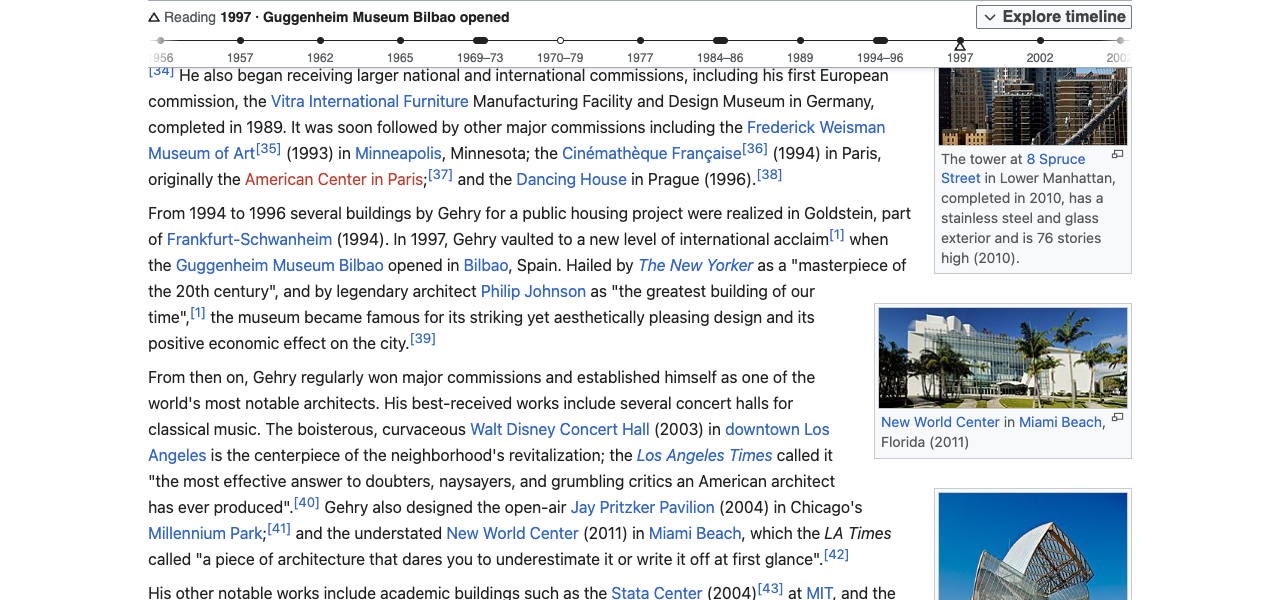 Reading 1997 · Guggenheim Museum Bilbao opened
Explore timeline
956 1957 1962 1965 1969–73 1970–79 1977 1984–86 1989 1994–96 1997 2002 200
[34] He also began receiving larger national and international commissions, including his first European
commission, the Vitra International Furniture Manufacturing Facility and Design Museum in Germany,
completed in 1989. It was soon followed by other major commissions including the Frederick Weisman
Museum of Art[35] (1993) in Minneapolis, Minnesota; the Cinémathèque Française[36] (1994) in Paris,
originally the American Center in Paris;[37] and the Dancing House in Prague (1996).[38]
From 1994 to 1996 several buildings by Gehry for a public housing project were realized in Goldstein, part
of Frankfurt-Schwanheim (1994). In 1997, Gehry vaulted to a new level of international acclaim[1] when
the Guggenheim Museum Bilbao opened in Bilbao, Spain. Hailed by The New Yorker as a "masterpiece of
the 20th century", and by legendary architect Philip Johnson as "the greatest building of our
time",[1] the museum became famous for its striking yet aesthetically pleasing design and its
positive economic effect on the city.[39]
From then on, Gehry regularly won major commissions and established himself as one of the
world's most notable architects. His best-received works include several concert halls for
classical music. The boisterous, curvaceous Walt Disney Concert Hall (2003) in downtown Los
Angeles is the centerpiece of the neighborhood's revitalization; the Los Angeles Times called it
"the most effective answer to doubters, naysayers, and grumbling critics an American architect
has ever produced".[40] Gehry also designed the open-air Jay Pritzker Pavilion (2004) in Chicago's
Millennium Park;[41] and the understated New World Center (2011) in Miami Beach, which the LA Times
called "a piece of architecture that dares you to underestimate it or write it off at first glance".[42]
His other notable works include academic buildings such as the Stata Center (2004)[43] at MIT, and the
The tower at 8 Spruce
Street in Lower Manhattan,
completed in 2010, has a
stainless steel and glass
exterior and is 76 stories
high (2010).
New World Center in Miami Beach,
Florida (2011)